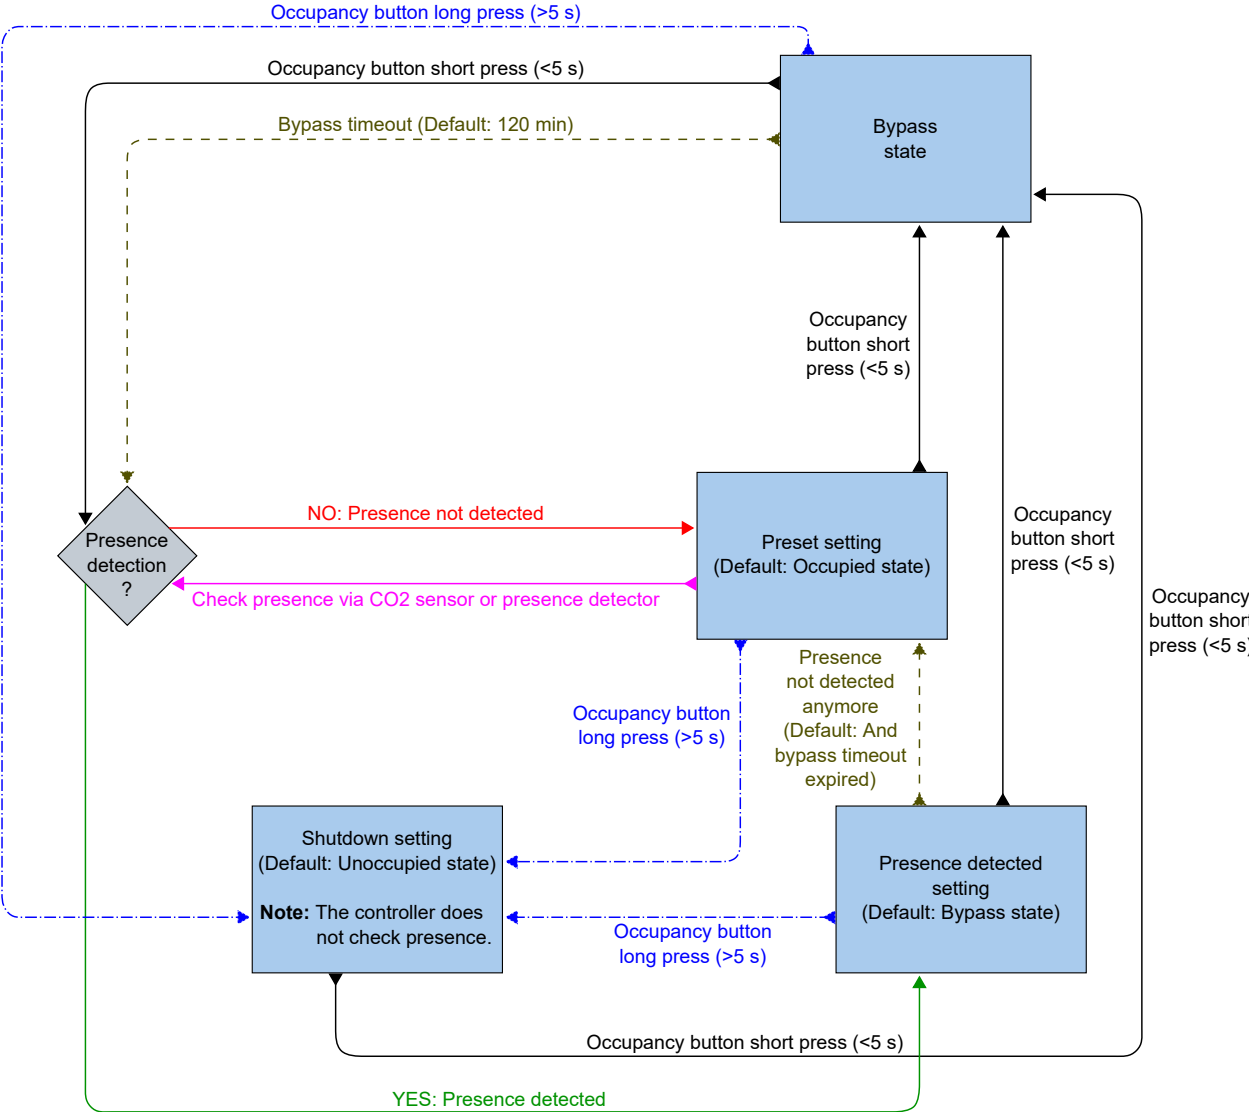 Occupancy button long press (>5 s)
Occupancy button short press (<5 s)
Bypass timeout (Default: 120 min)
Bypass
state
Occupancy
button short
press (<5 s)
Occupancy
button short
press (<5 s)
Occupancy
button short
press (<5 s)
NO: Presence not detected
Presence
detection
?
Preset setting
(Default: Occupied state)
Check presence via CO2 sensor or presence detector
Presence
not detected
anymore
(Default: And
bypass timeout
expired)
Occupancy button
long press (>5 s)
Shutdown setting
(Default: Unoccupied state)
Note: The controller does
not check presence.
Presence detected
setting
(Default: Bypass state)
Occupancy button
long press (>5 s)
Occupancy button short press (<5 s)
YES: Presence detected